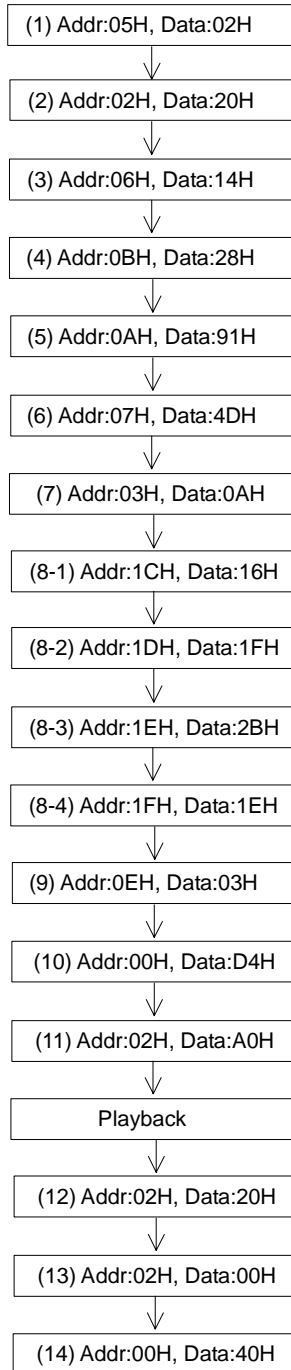 (1) Addr:05H, Data:02H
(2) Addr:02H, Data:20H
(3) Addr:06H, Data:14H
(4) Addr:0BH, Data:28H
(5) Addr:0AH, Data:91H
(6) Addr:07H, Data:4DH
(7) Addr:03H, Data:0AH
(8-1) Addr:1CH, Data:16H
(8-2) Addr:1DH, Data:1FH
(8-3) Addr:1EH, Data:2BH
(8-4) Addr:1FH, Data:1EH
(9) Addr:0EH, Data:03H
(10) Addr:00H, Data:D4H
(11) Addr:02H, Data:A0H
Playback
(12) Addr:02H, Data:20H
(13) Addr:02H, Data:00H
(14) Addr:00H, Data:40H